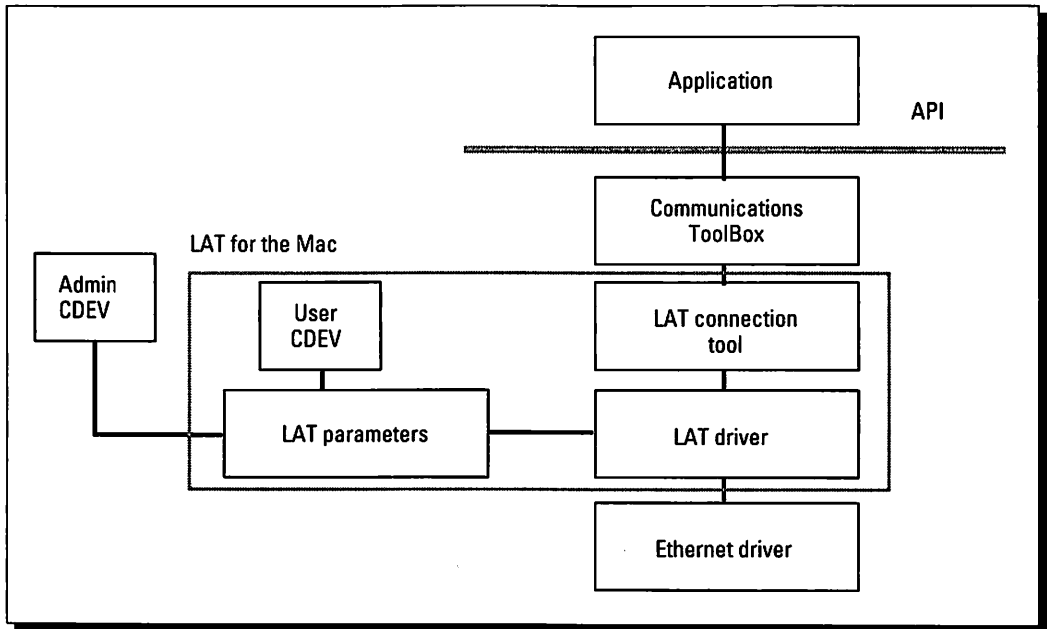 Application
API
Communications
ToolBox
LAT for the Mac
Admin
CDEV
User
CDEV
LAT connection
tool
LAT parameters
LAT driver
Ethernet driver